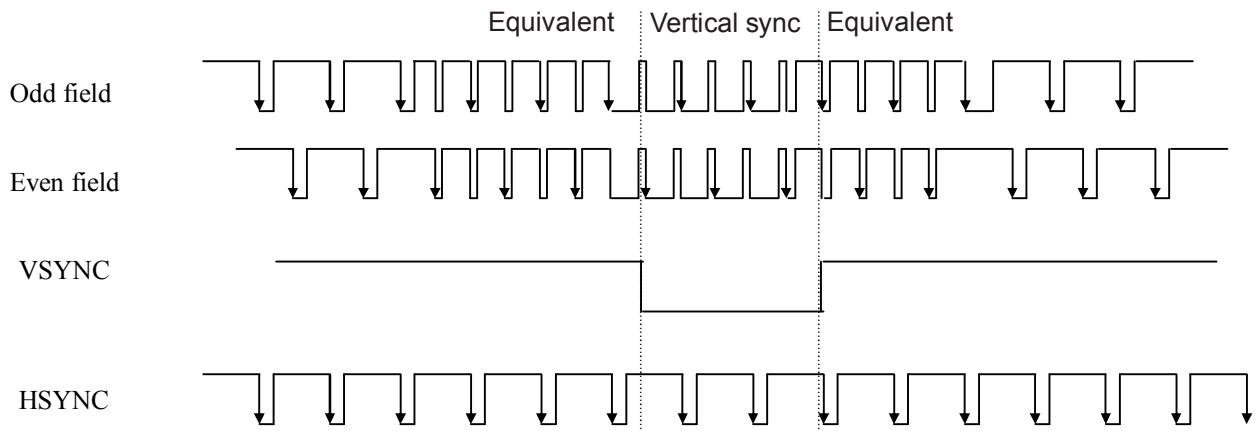 Equivalent Vertical sync Equivalent
Odd field
Even field
VSYNC
HSYNC